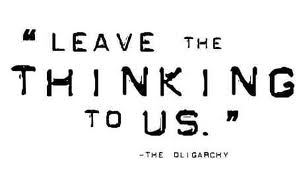 “LEAVE THE
THINKING
TO US.”
-THE OLIGARCHY